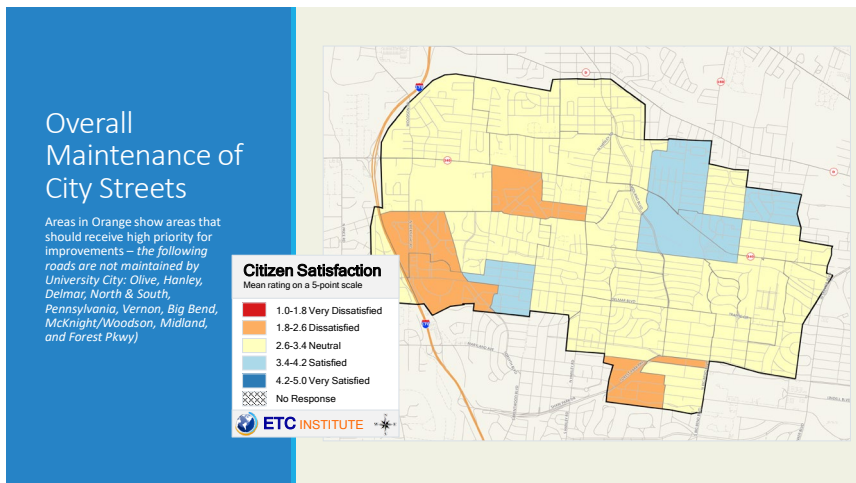 Overall
Maintenance of
City Streets
Areas in Orange show areas that
should receive high priority for
improvements – the following
roads are not maintained by
University City: Olive, Hanley,
Delmar, North & South,
Pennsylvania, Vernon, Big Bend,
McKnight/Woodson, Midland,
and Forest Pkwy)
Citizen Satisfaction
Mean rating on a 5-point scale
1.0-1.8 Very Dissatisfied
1.8-2.6 Dissatisfied
2.6-3.4 Neutral
3.4-4.2 Satisfied
4.2-5.0 Very Satisfied
No Response
ETC INSTITUTE